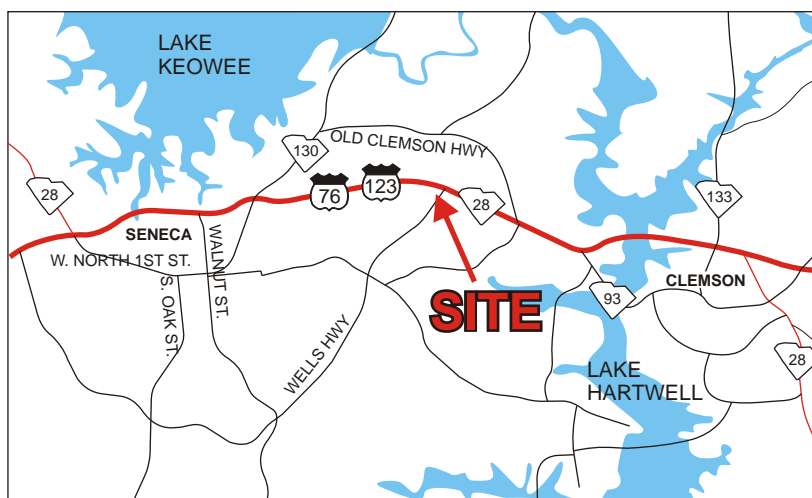 LAKE
KEOWEE
OLD CLEMSON HWY
130
123
76
28
28
133
SENECA
WALNUT ST.
W. NORTH 1ST ST.
S. OAK ST.
CLEMSON
93
SITE
WELLS HWY
LAKE
HARTWELL
28